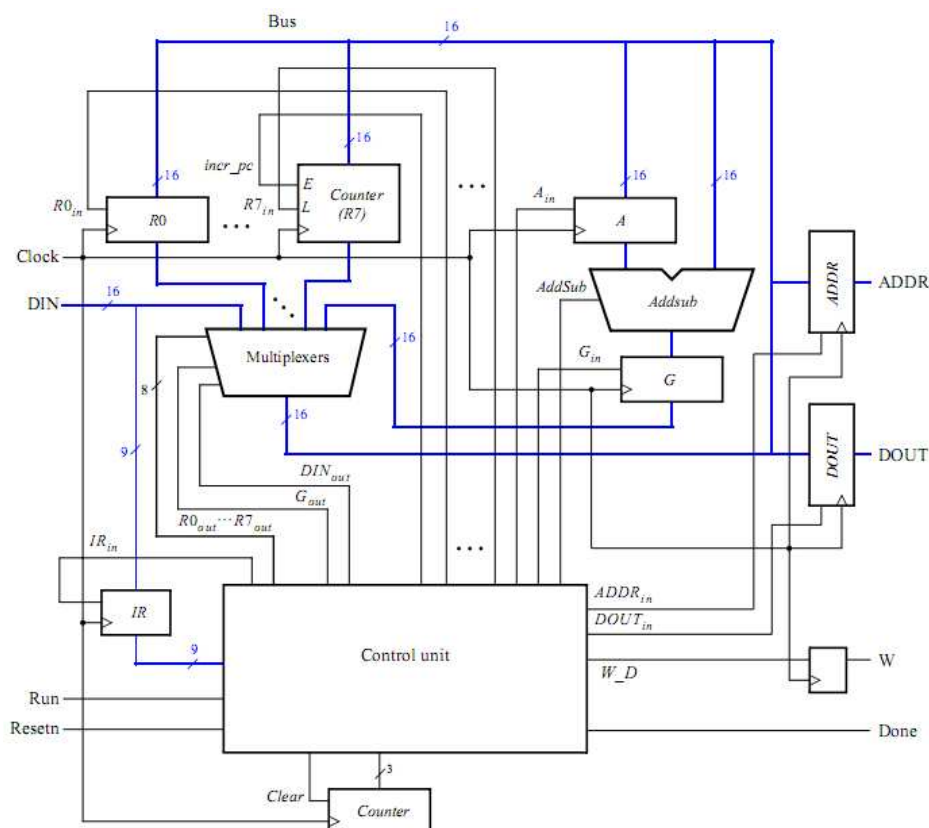 Bus
16
16
16
16
16
incr_pc
E
L
Counter
(R7)
R0in
R0
R7in
Ain
A
Clock
DIN
16
Multiplexers
8
16
16
AddSub
Addsub
Gin
G
ADDR
ADDR
DOUT
DOUT
9
DINout
Gout
R0out···R7out
IRin
IR
9
ADDRin
DOUTin
Control unit
W_D
W
Run
Resetn
Done
3
Clear
Counter